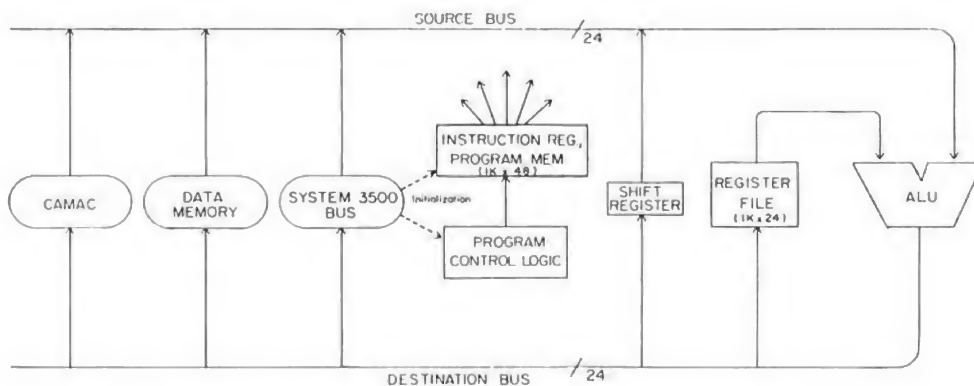 SOURCE BUS
24
INSTRUCTION REG,
PROGRAM MEM
(1K x 48)
CAMAC
DATA
MEMORY
SYSTEM 3500
BUS
Initialization
PROGRAM
CONTROL LOGIC
SHIFT
REGISTER
REGISTER
FILE
(1K x 24)
ALU
DESTINATION BUS
24